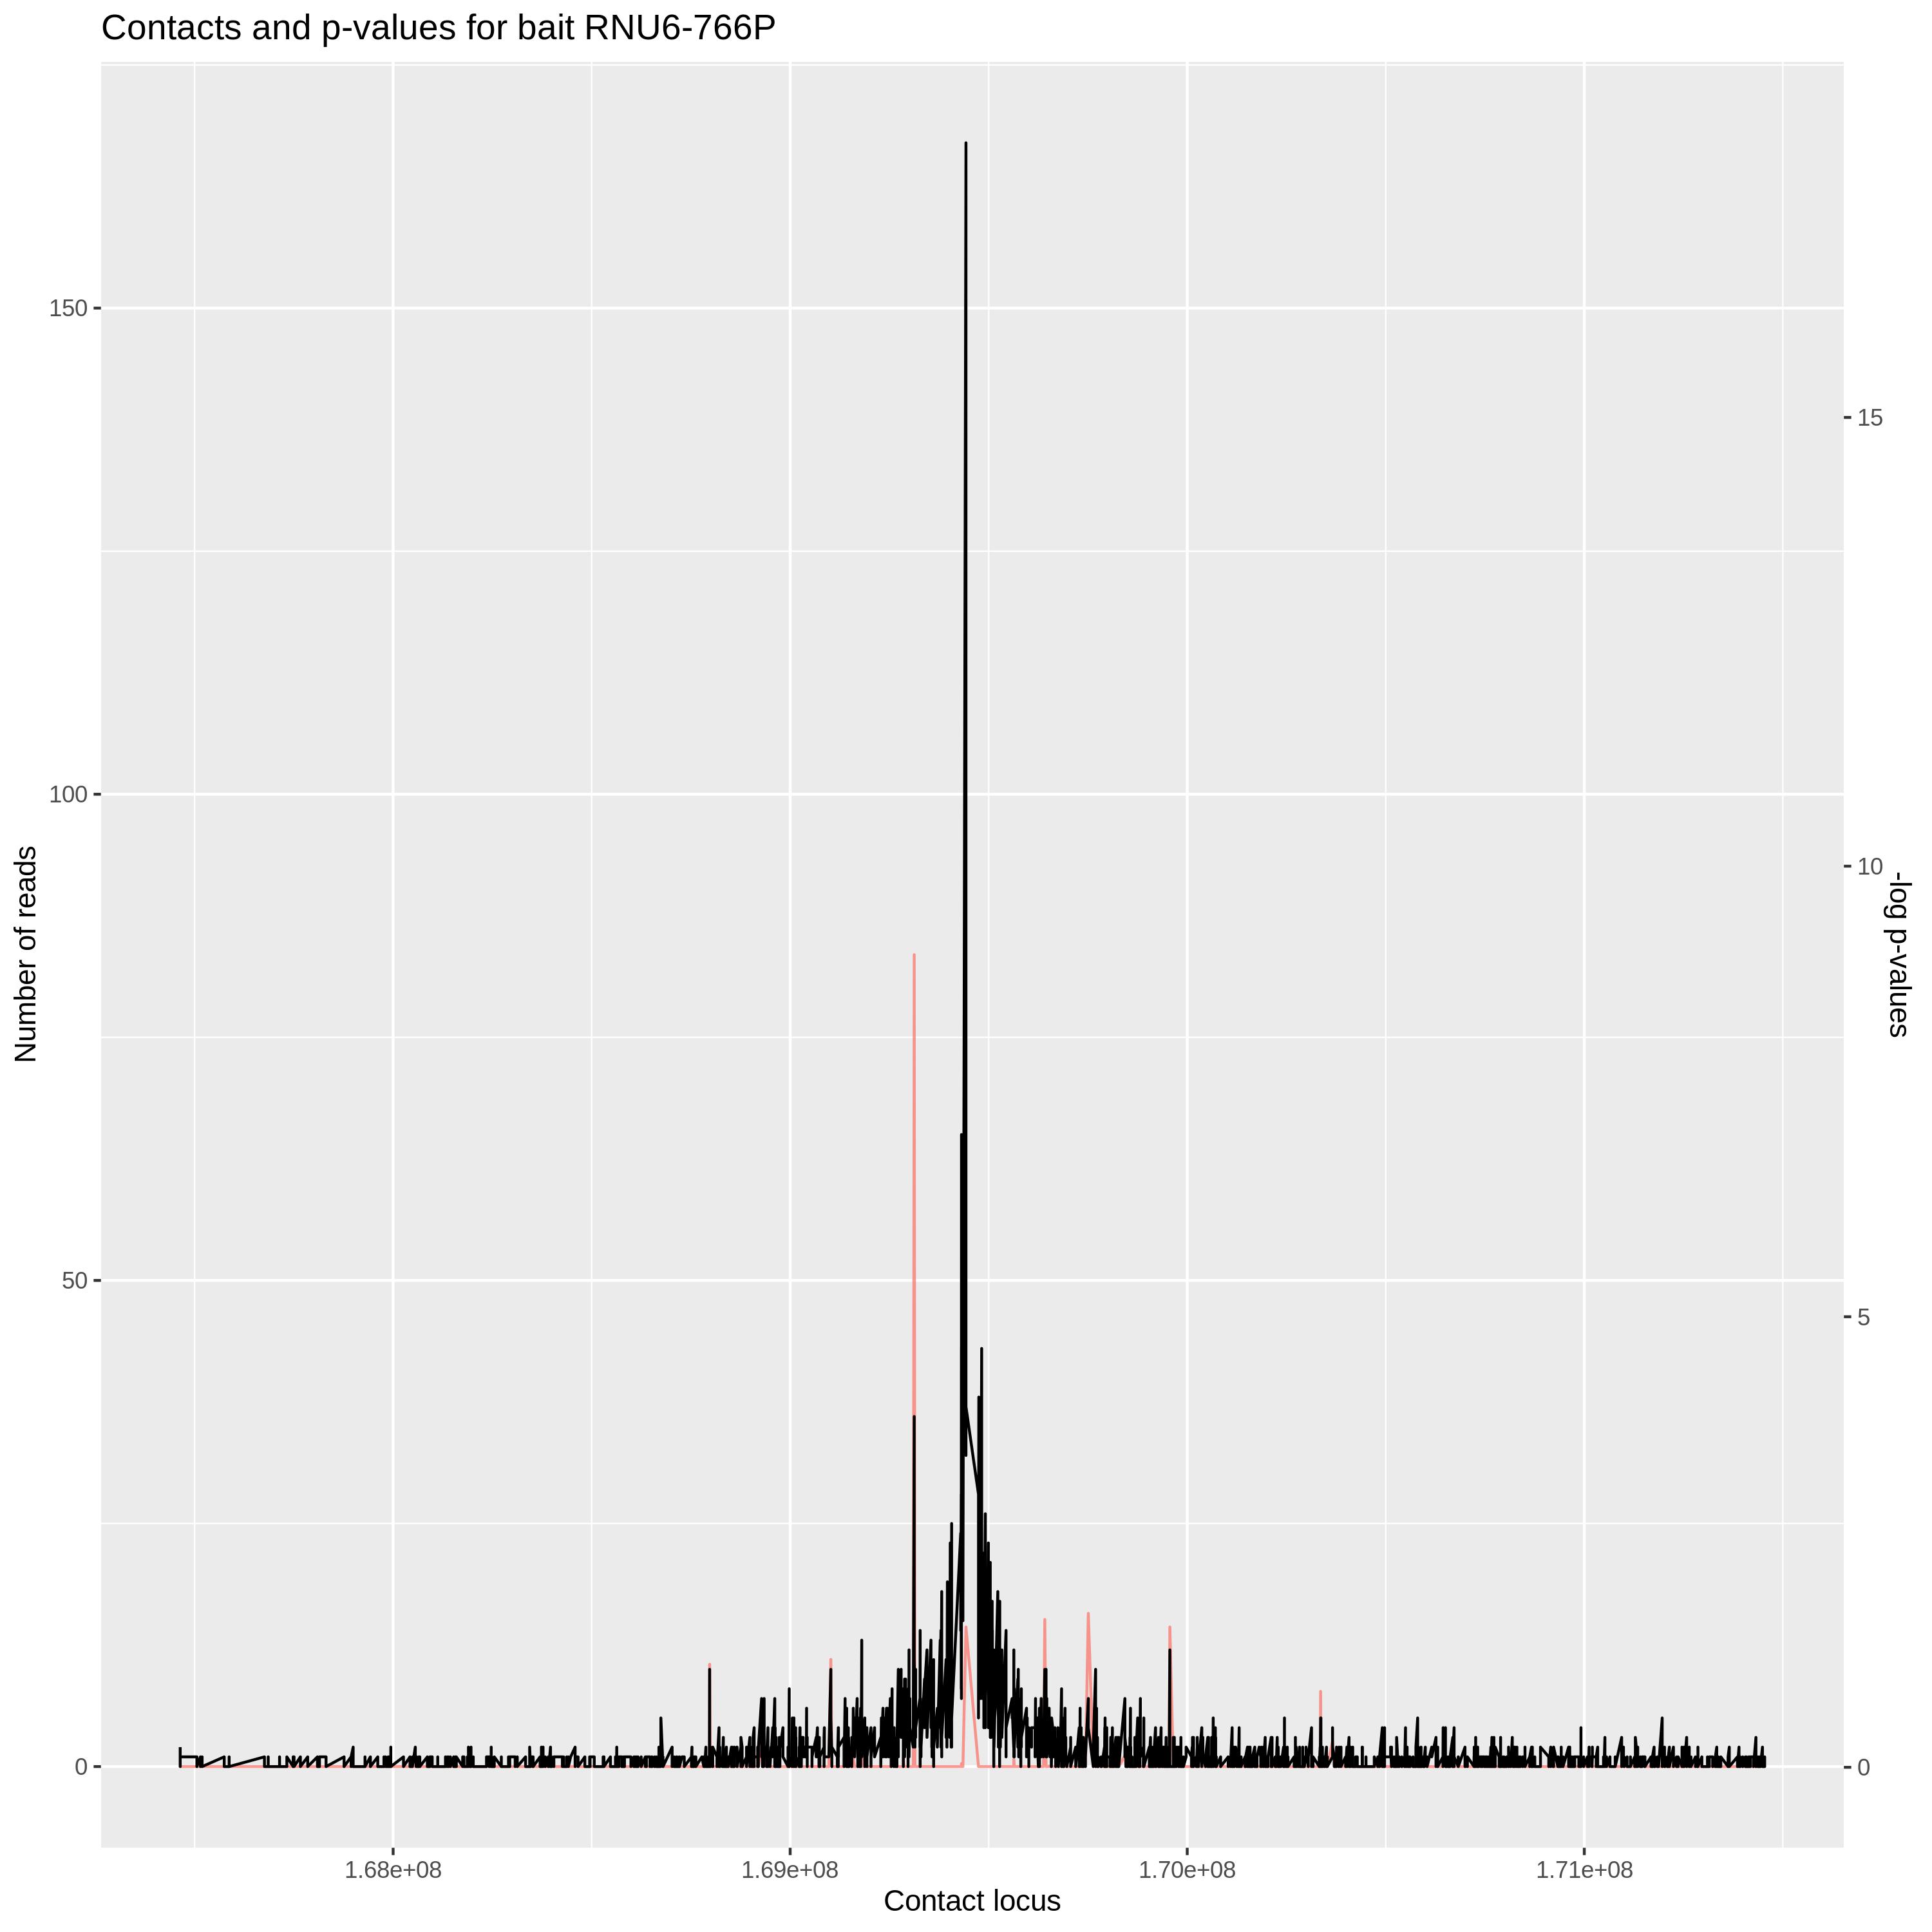 Contacts and p-values for bait RNU6-766P
150
100
50
0
Number of reads
15
10
5
0
-log p-values
1.68e+08
1.69e+08
1.70e+08
1.71e+08
Contact locus